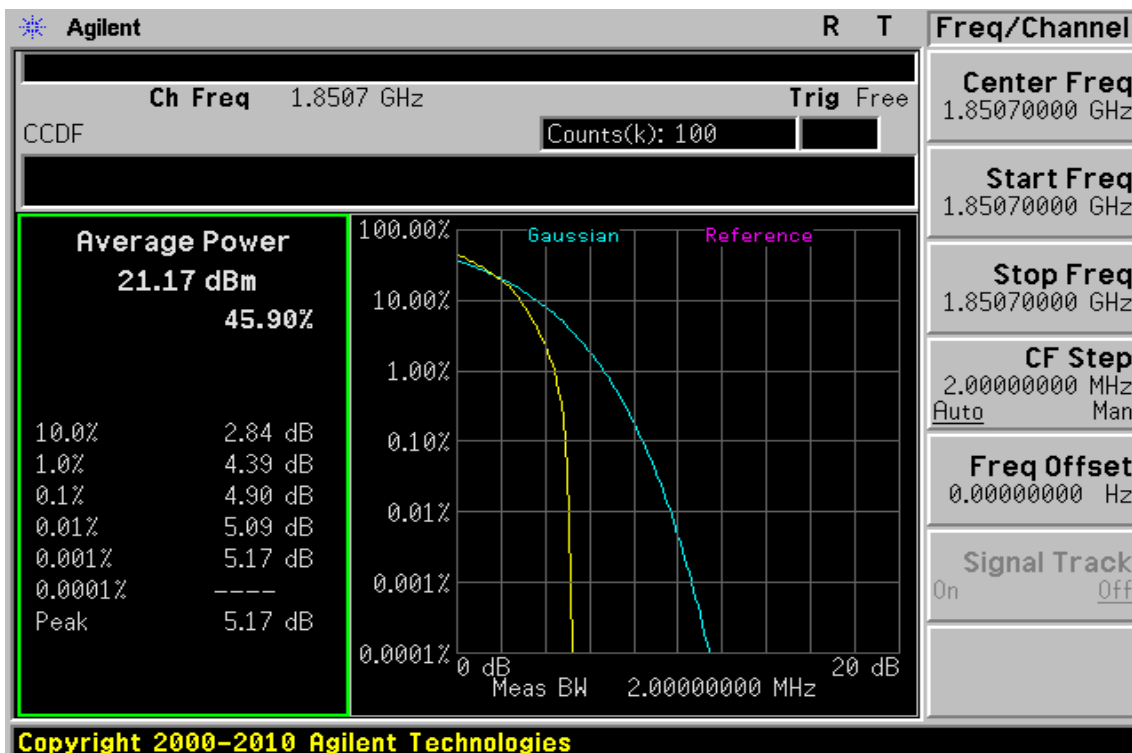 Agilent R T
Ch Freq 1.8507 GHz Trig Free
CCDF Counts(k): 100
Average Power
21.17 dBm
45.90%
10.0% 2.84 dB
1.0% 4.39 dB
0.1% 4.90 dB
0.01% 5.09 dB
0.001% 5.17 dB
0.0001% ----
Peak 5.17 dB
Gaussian Reference
100.00%
10.00%
1.00%
0.10%
0.01%
0.001%
0.0001%
0 dB 20 dB
Meas BW 2.00000000 MHz
Freq/Channel
Center Freq
1.85070000 GHz
Start Freq
1.85070000 GHz
Stop Freq
1.85070000 GHz
CF Step
2.00000000 MHz
Auto Man
Freq Offset
0.00000000 Hz
Signal Track
On Off
Copyright 2000-2010 Agilent Technologies